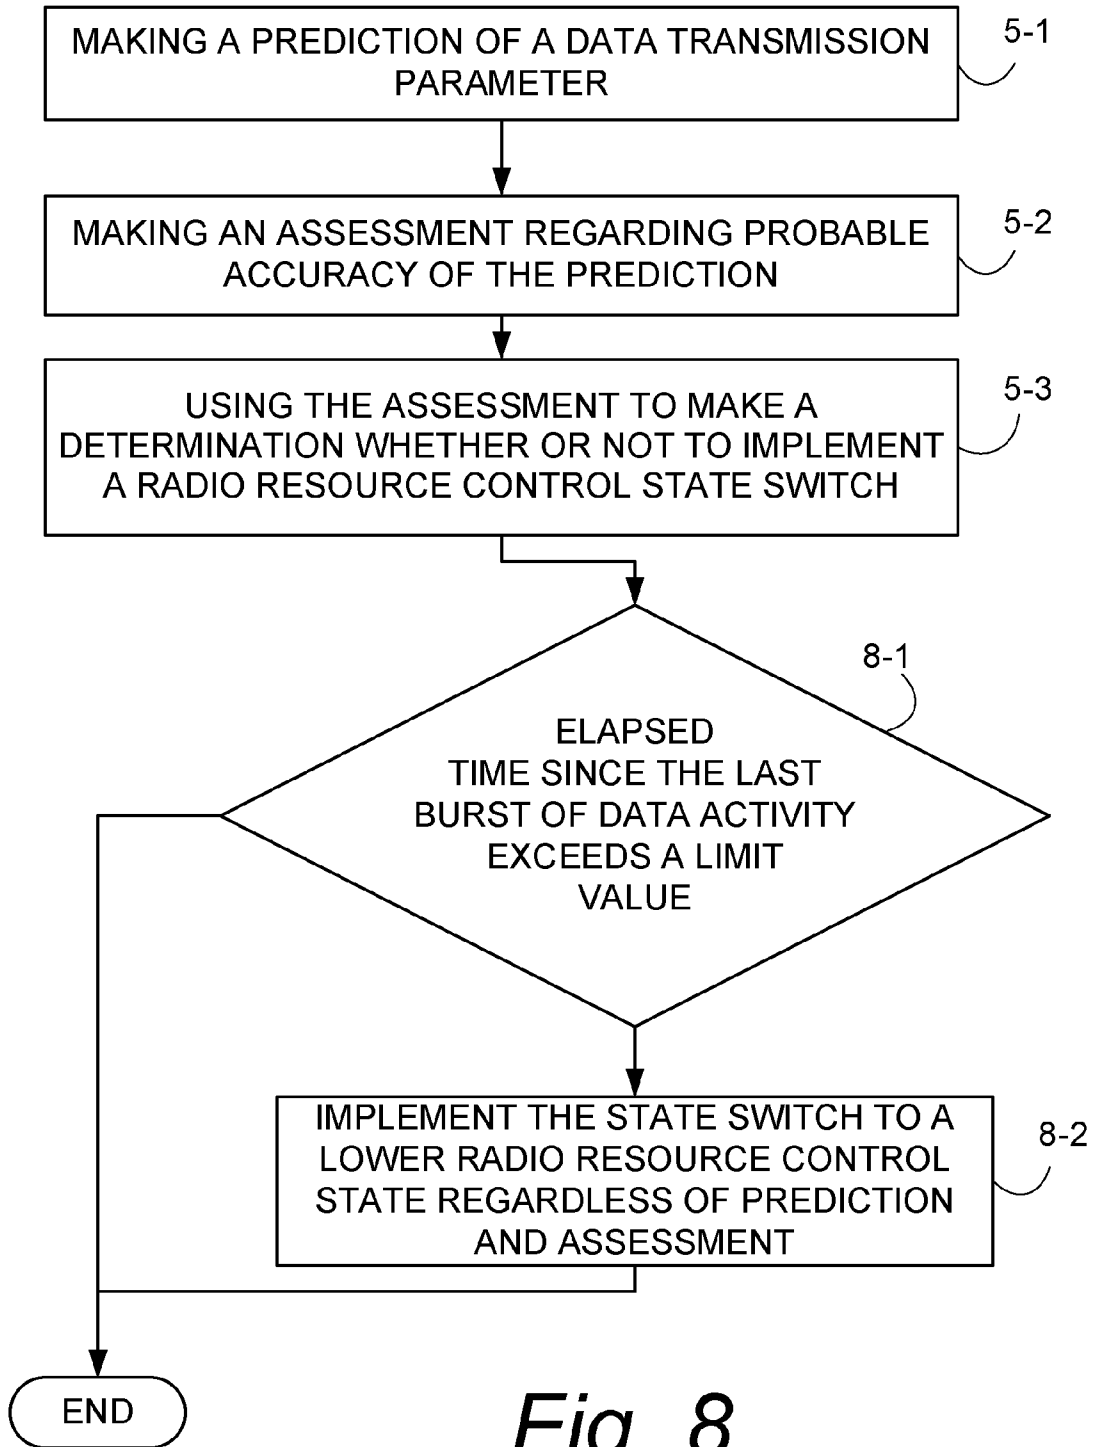 MAKING A PREDICTION OF A DATA TRANSMISSION
PARAMETER
5-1
MAKING AN ASSESSMENT REGARDING PROBABLE
ACCURACY OF THE PREDICTION
5-2
USING THE ASSESSMENT TO MAKE A
DETERMINATION WHETHER OR NOT TO IMPLEMENT
A RADIO RESOURCE CONTROL STATE SWITCH
5-3
8-1
ELAPSED
TIME SINCE THE LAST
BURST OF DATA ACTIVITY
EXCEEDS A LIMIT
VALUE
IMPLEMENT THE STATE SWITCH TO A
LOWER RADIO RESOURCE CONTROL
STATE REGARDLESS OF PREDICTION
AND ASSESSMENT
8-2
END
Fig. 8